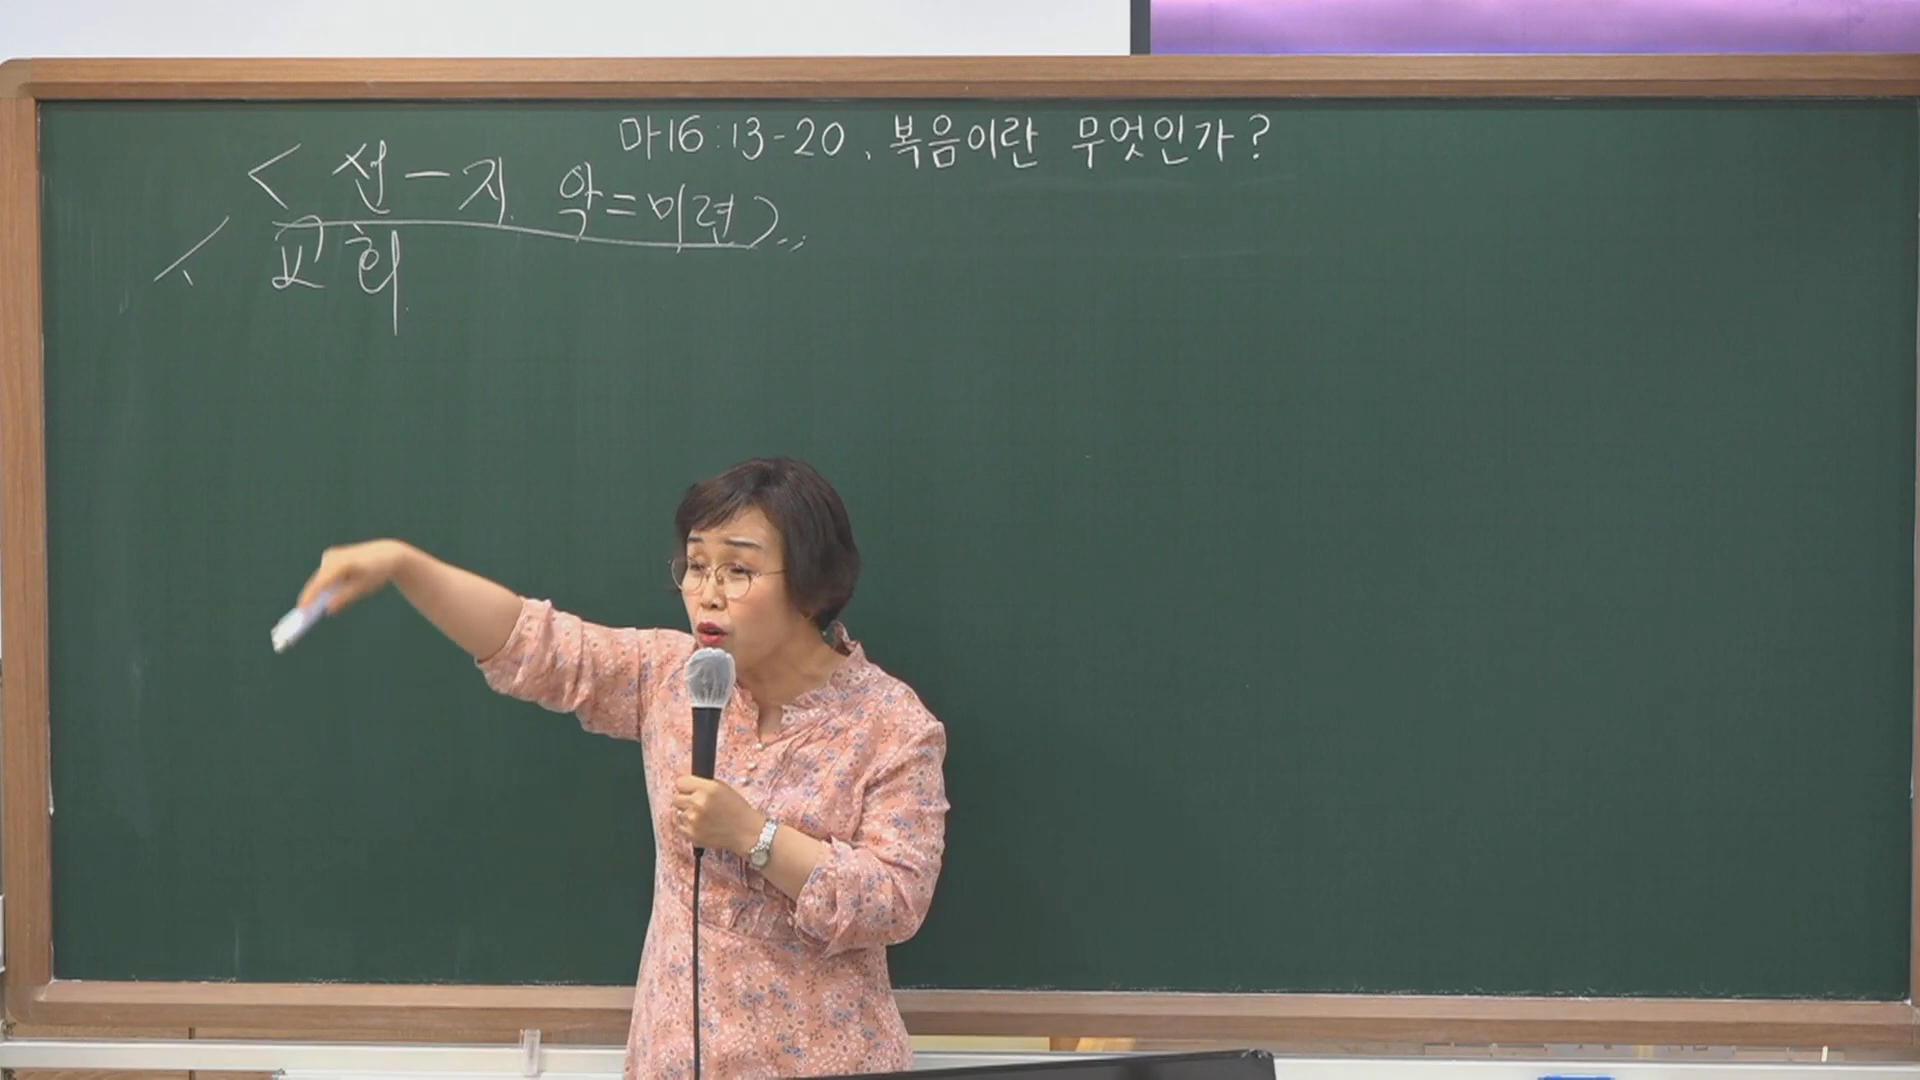 마16:13-20, 복음이란 무엇인가?
< 선-지. 악=미련)..
교회